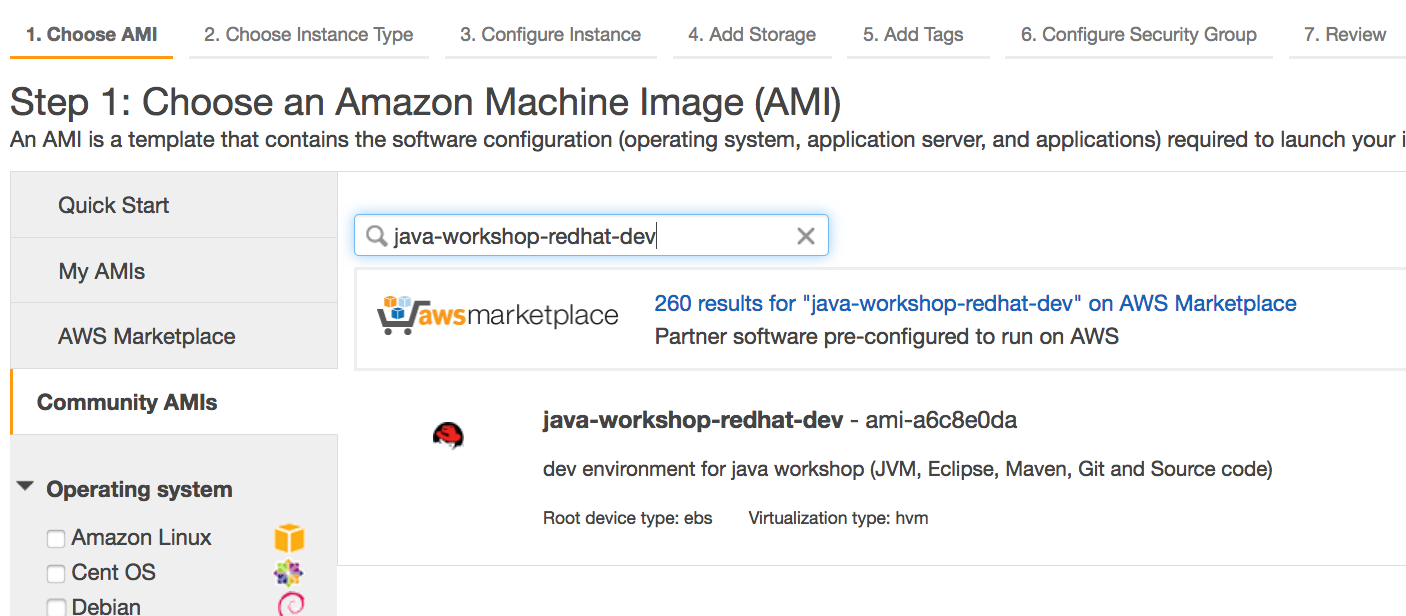 1. Choose AMI 2. Choose Instance Type 3. Configure Instance 4. Add Storage 5. Add Tags 6. Configure Security Group 7. Review
Step 1: Choose an Amazon Machine Image (AMI)
An AMI is a template that contains the software configuration (operating system, application server, and applications) required to launch your i
Quick Start
My AMIs
AWS Marketplace
Community AMIs
Operating system
Amazon Linux
Cent OS
Debian
java-workshop-redhat-dev
awsmarketplace
260 results for "java-workshop-redhat-dev" on AWS Marketplace
Partner software pre-configured to run on AWS
java-workshop-redhat-dev - ami-a6c8e0da
dev environment for java workshop (JVM, Eclipse, Maven, Git and Source code)
Root device type: ebs Virtualization type: hvm